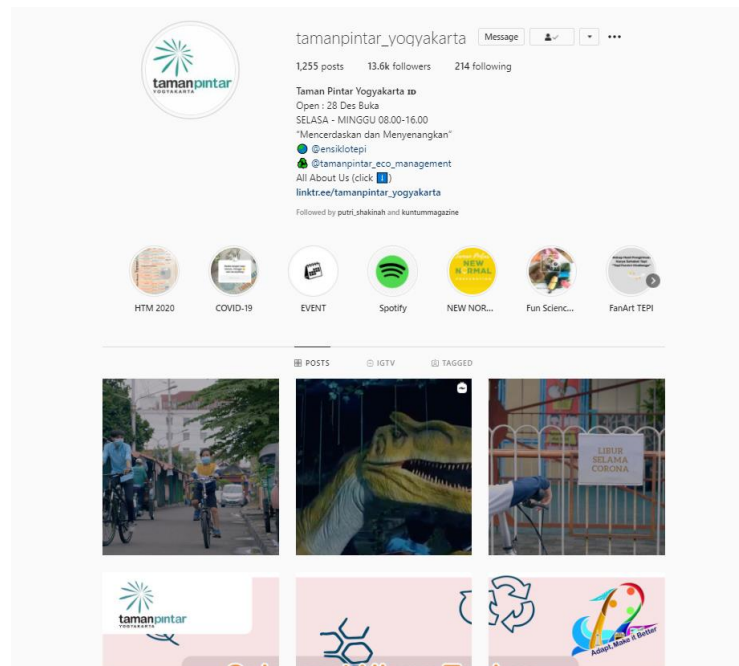 tamanpintar
YOGYAKARTA
tamanpintar_yogyakarta Message
1,255 posts 13.6k followers 214 following
Taman Pintar Yogyakarta ID
Open : 28 Des Buka
SELASA - MINGGU 08.00-16.00
"Mencerdaskan dan Menyenangkan"
@ensiklotepi
@tamanpintar_eco_management
All About Us (click ⬇️)
linktr.ee/tamanpintar_yogyakarta
Followed by putri_shakinah and kuntummagazine
NEW
NORMAL
HTM 2020 COVID-19 EVENT Spotify NEW NOR... Fun Scienc... FanArt TEPI
POSTS IGTV TAGGED
LIBUR
SELAMA
CORONA
tamanpintar
YOGYAKARTA
12
Adapt, Make it Better